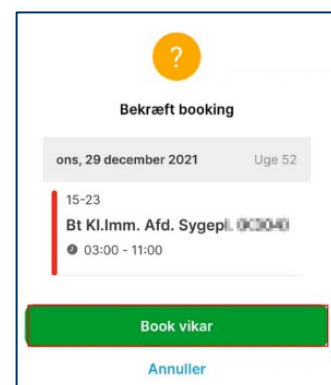 ?
Bekræft booking
ons, 29 december 2021 Uge 52
15-23
Bt Kl.Imm. Afd. Sygepl.
03:00 - 11:00
Book vikar
Annuller